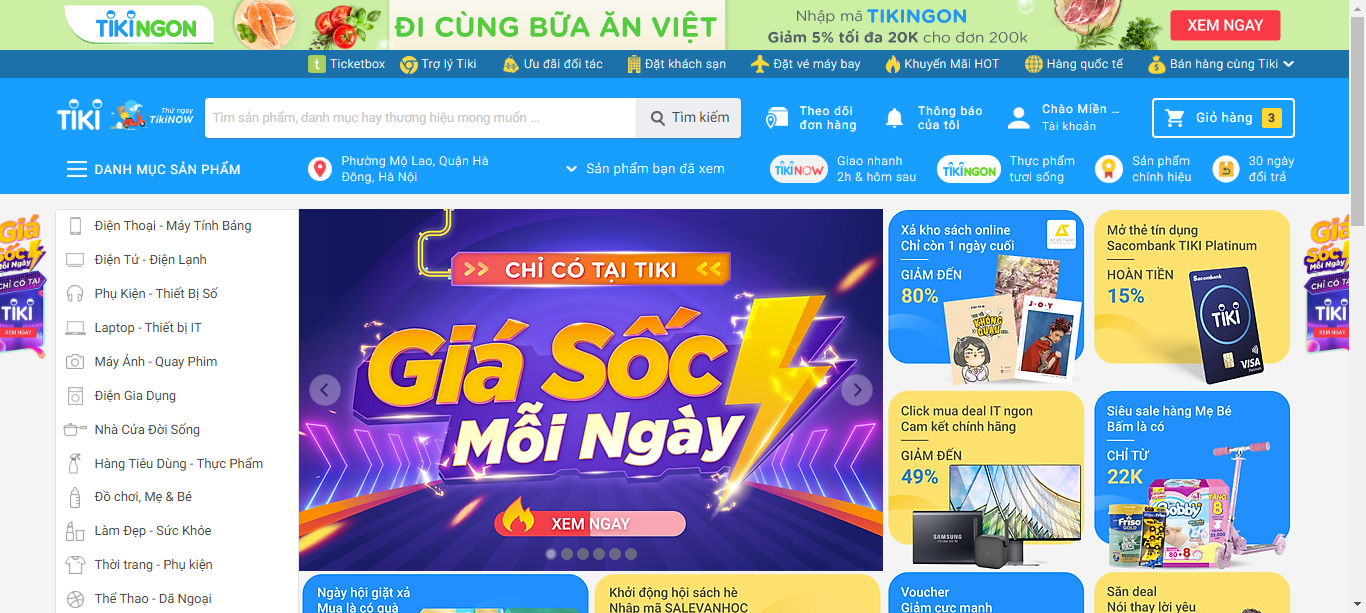 TIKINGON
ĐI CÙNG BỮA ĂN VIỆT
Nhập mã TIKINGON
Giảm 5% tối đa 20K cho đơn 200k
XEM NGAY
Ticketbox
Trợ lý Tiki
Ưu đãi đối tác
Đặt khách sạn
Đặt vé máy bay
Khuyến Mãi HOT
Hàng quốc tế
Bán hàng cùng Tiki
TIKI
Thử ngay
TikiNOW
Tìm sản phẩm, danh mục hay thương hiệu mong muốn ...
Tìm kiếm
Theo dõi
đơn hàng
Thông báo
của tôi
Chào Miền ...
Tài khoản
Giỏ hàng 3
DANH MỤC SẢN PHẨM
Phường Mộ Lao, Quận Hà
Đông, Hà Nội
Sản phẩm bạn đã xem
TIKINOW
Giao nhanh
2h & hôm sau
TIKINGON
Thực phẩm
tươi sống
Sản phẩm
chính hiệu
30 ngày
đổi trả
Giá
Sốc
Mỗi Ngày
CHỈ CÓ TẠI
TIKI
XEM NGAY
Điện Thoại - Máy Tính Bảng
Điện Tử - Điện Lạnh
Phụ Kiện - Thiết Bị Số
Laptop - Thiết bị IT
Máy Ảnh - Quay Phim
Điện Gia Dụng
Nhà Cửa Đời Sống
Hàng Tiêu Dùng - Thực Phẩm
Đồ chơi, Mẹ & Bé
Làm Đẹp - Sức Khỏe
Thời trang - Phụ kiện
Thể Thao - Dã Ngoại
CHỈ CÓ TẠI TIKI
Giá Sốc
Mỗi Ngày
XEM NGAY
Xả kho sách online
Chỉ còn 1 ngày cuối
GIẢM ĐẾN
80%
KHÔNG
QUẠU
J.O.Y
Mở thẻ tín dụng
Sacombank TIKI Platinum
HOÀN TIỀN
15%
Sacombank
TIKI
VISA
Click mua deal IT ngon
Cam kết chính hãng
GIẢM ĐẾN
49%
SAMSUNG
Siêu sale hàng Mẹ Bé
Bấm là có
CHỈ TỪ
22K
Friso
GOLD
Bobby
TẶNG
8
80+8
Giá
Sốc
Mỗi Ngày
CHỈ CÓ TẠI
TIKI
XEM NGAY
Ngày hội giặt xả
Mua là có quà
Khởi động hội sách hè
Nhập mã SALEVANHOC
Voucher
Giảm cực mạnh
Săn deal
Nói thay lời yêu